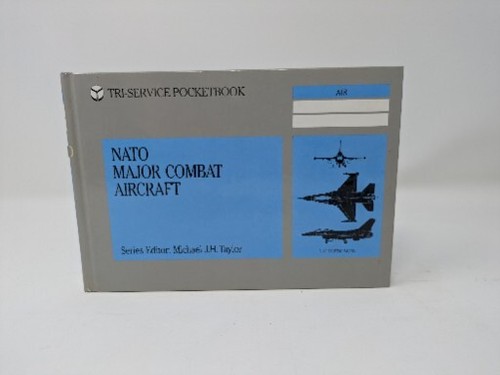 TRI-SERVICE POCKETBOOK
AIR
NATO
MAJOR COMBAT
AIRCRAFT
Series Editor: Michael J.H. Taylor